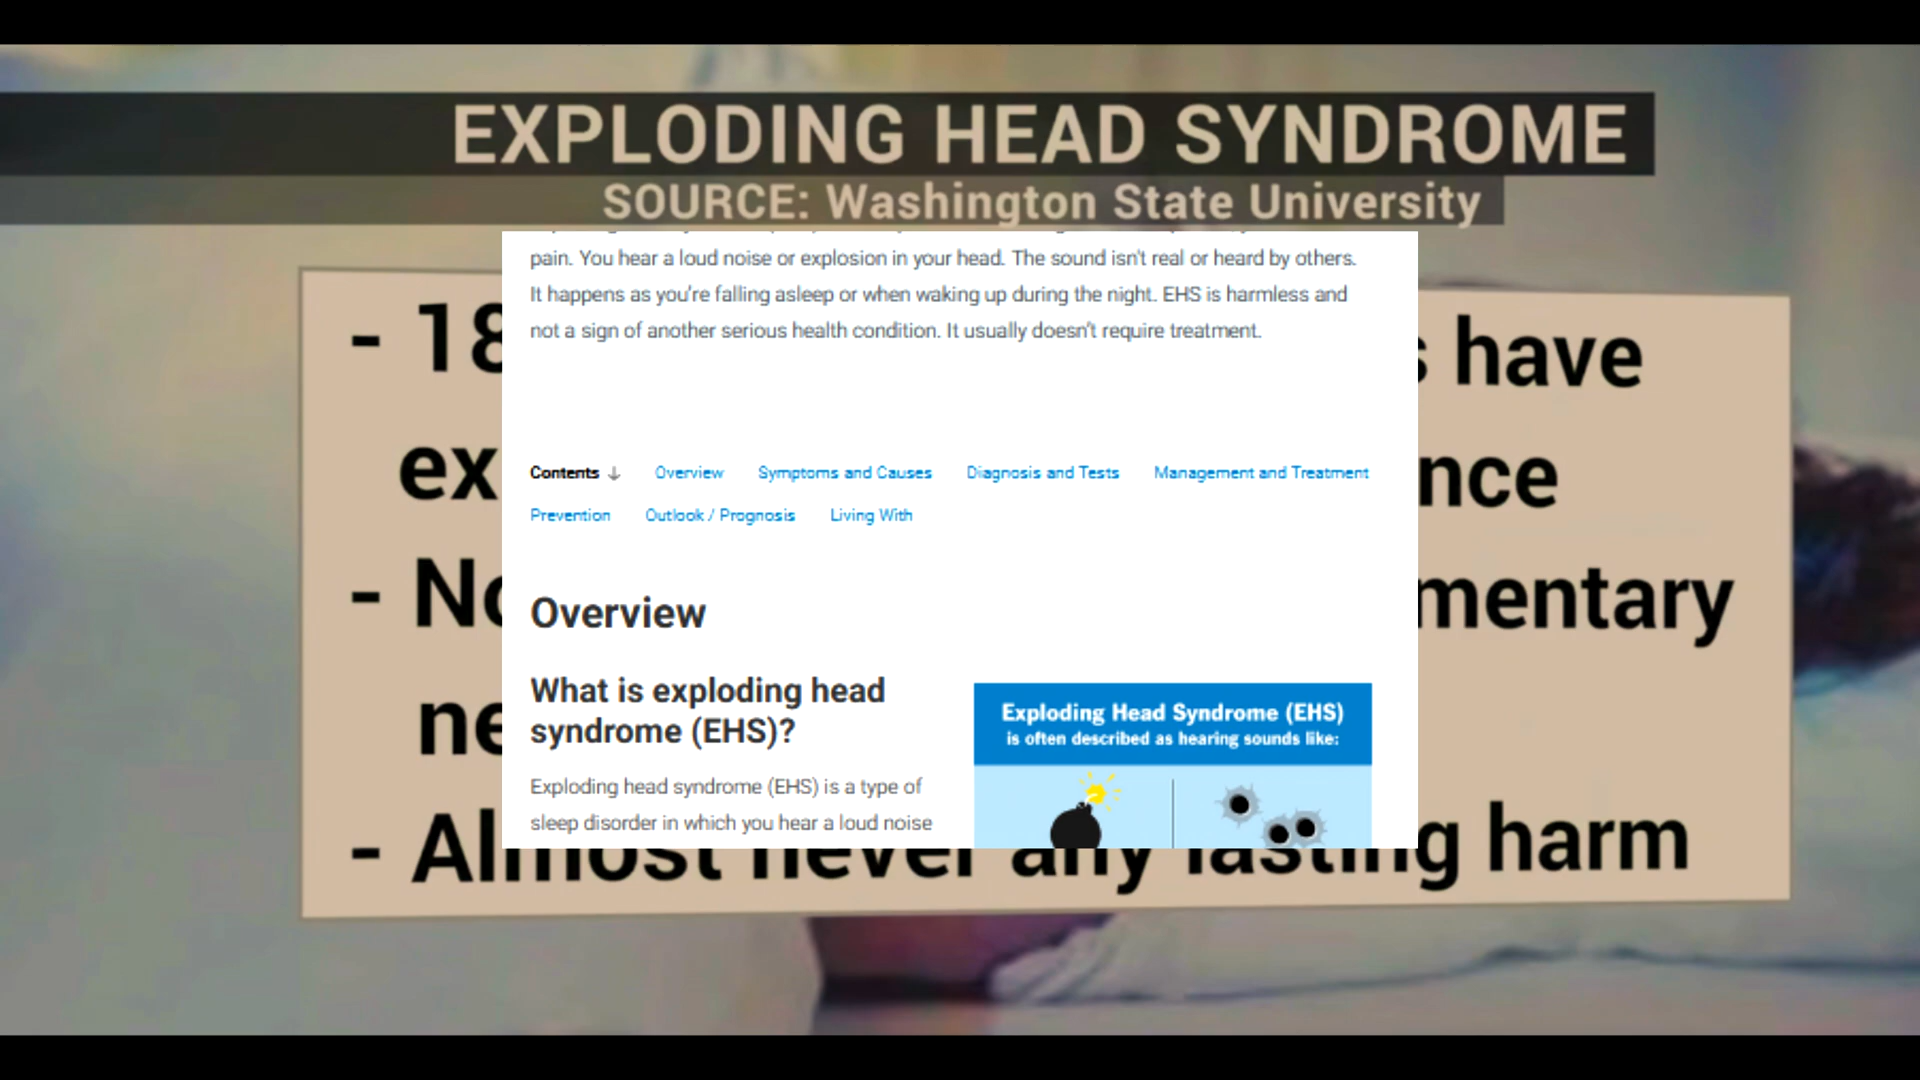 EXPLODING HEAD SYNDROME
SOURCE: Washington State University
pain. You hear a loud noise or explosion in your head. The sound isn't real or heard by others.
It happens as you're falling asleep or when waking up during the night. EHS is harmless and
not a sign of another serious health condition. It usually doesn't require treatment.
- 18
have
ex
nce
- No
mentary
ne
- Almost never any lasting harm
Contents ↓ Overview Symptoms and Causes Diagnosis and Tests Management and Treatment
Prevention Outlook / Prognosis Living With
Overview
What is exploding head
syndrome (EHS)?
Exploding head syndrome (EHS) is a type of
sleep disorder in which you hear a loud noise
Exploding Head Syndrome (EHS)
is often described as hearing sounds like: